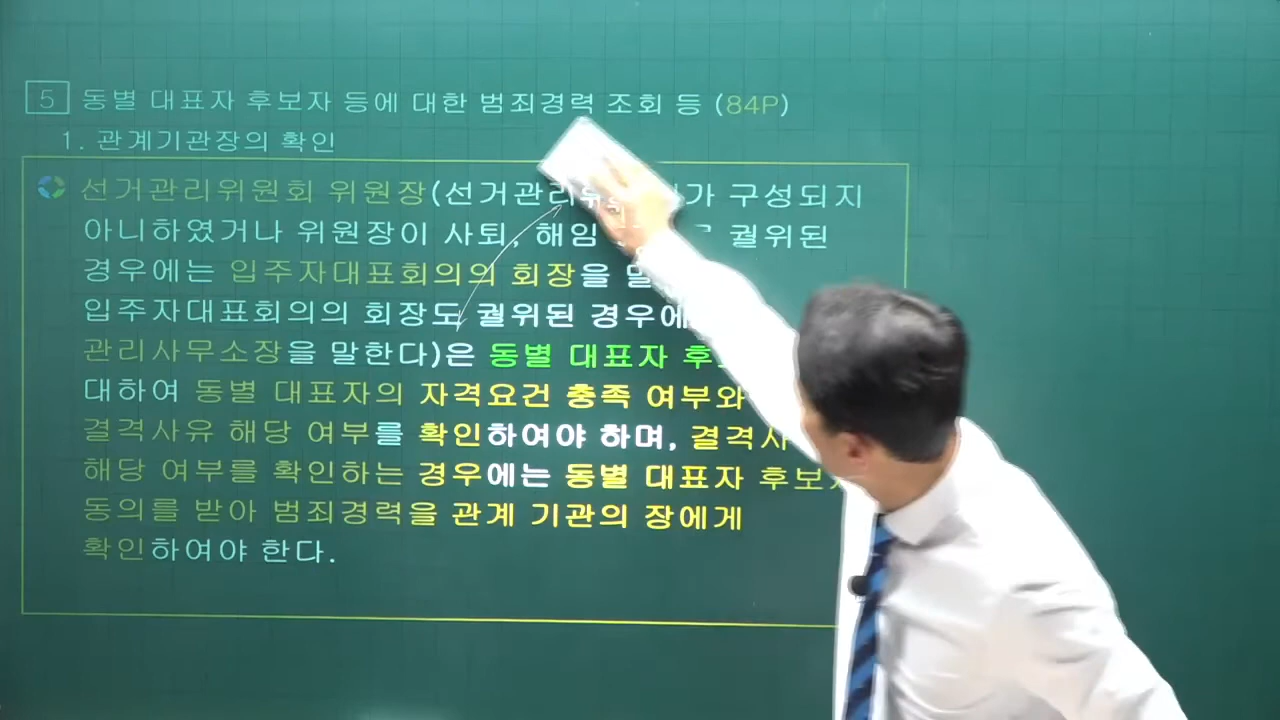 5 동별 대표자 후보자 등에 대한 범죄경력 조회 등 (84P)
1. 관계기관장의 확인
선거관리위원회 위원장(선거관리 구성되지
아니하였거나 위원장이 사퇴, 해임 궐위된
경우에는 입주자대표회의의 회장을
입주자대표회의의 회장도 궐위된 경우에
관리사무소장을 말한다)은 동별 대표자
대하여 동별 대표자의 자격요건 충족 여부와
결격사유 해당 여부를 확인하여야 하며,
해당 여부를 확인하는 경우에는 동별 대표자
동의를 받아 범죄경력을 관계 기관의 장에게
확인하여야 한다.